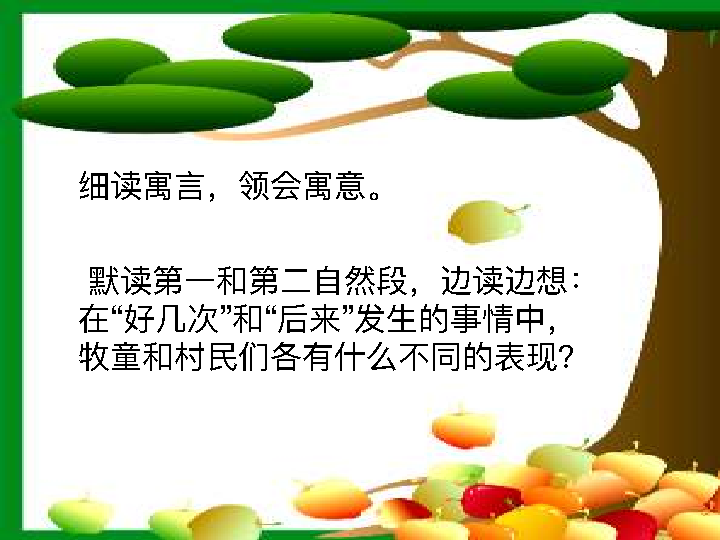 细读寓言，领会寓意。
默读第一和第二自然段，边读边想：
在“好几次”和“后来”发生的事情中，
牧童和村民们各有什么不同的表现？